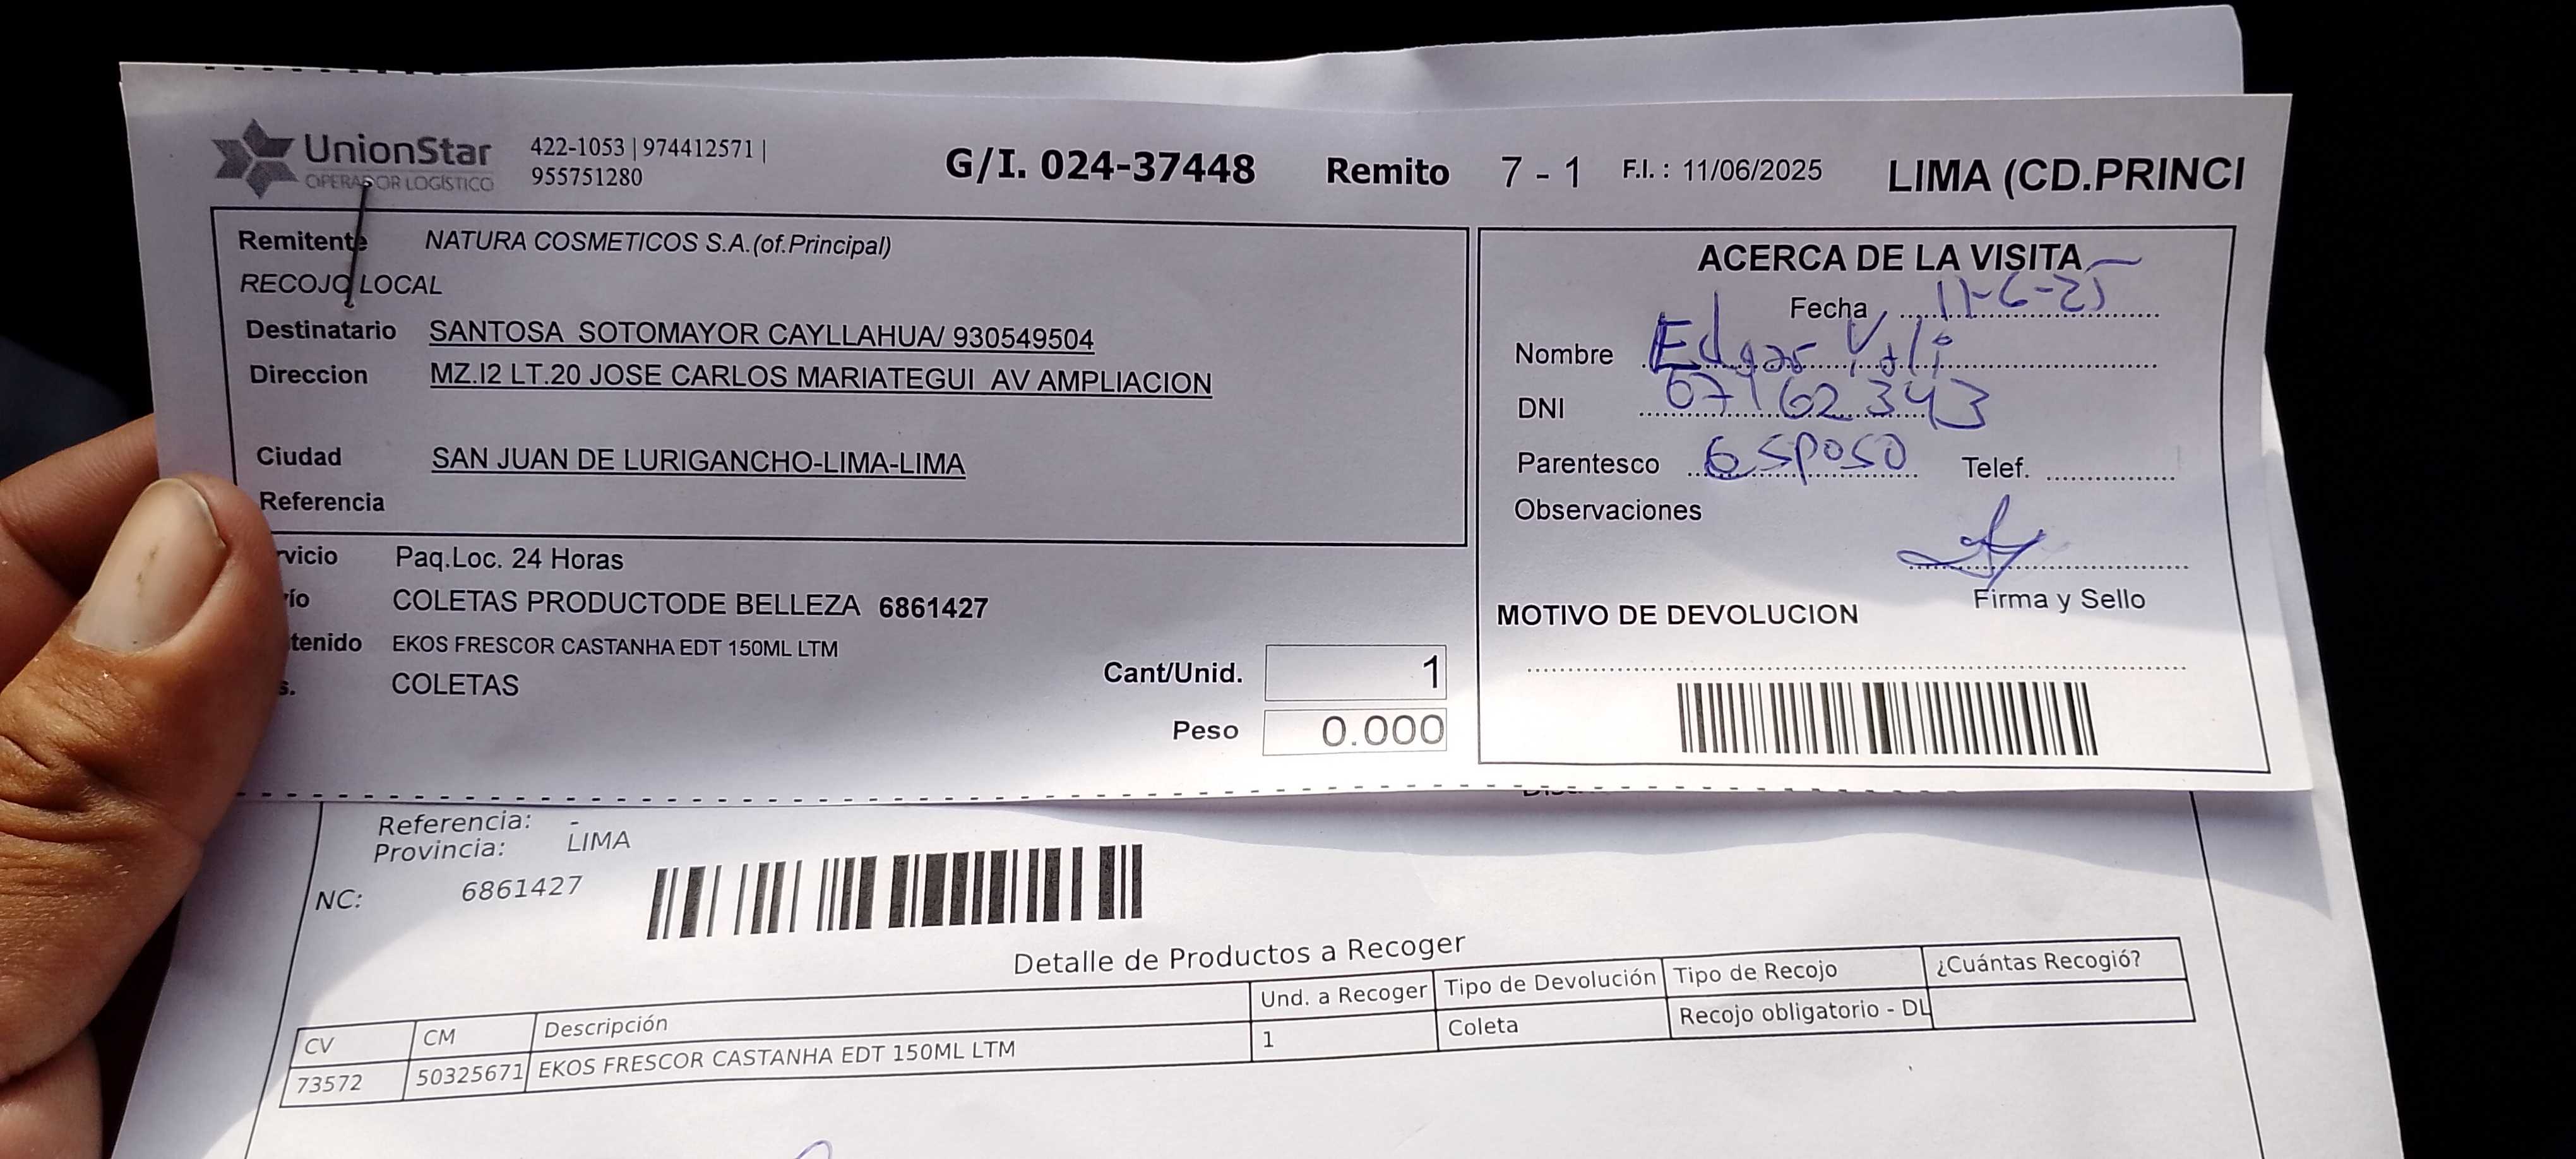 UnionStar
OPERADOR LOGÍSTICO
422-1053 | 974412571 |
955751280
G/I. 024-37448 Remito 7 - 1 F.I. : 11/06/2025 LIMA (CD.PRINCI
Remitente NATURA COSMETICOS S.A.(of.Principal)
RECOJO LOCAL
Destinatario SANTOSA SOTOMAYOR CAYLLAHUA/ 930549504
Direccion MZ.I2 LT.20 JOSE CARLOS MARIATEGUI AV AMPLIACION
Ciudad SAN JUAN DE LURIGANCHO-LIMA-LIMA
Referencia
rvicio Paq.Loc. 24 Horas
ío COLETAS PRODUCTODE BELLEZA 6861427
tenido EKOS FRESCOR CASTANHA EDT 150ML LTM
s. COLETAS
Cant/Unid. 1
Peso 0.000
ACERCA DE LA VISITA
Fecha 11-6-25
Nombre Edgar
DNI 67162343
Parentesco esposo Telef.
Observaciones
Firma y Sello
MOTIVO DE DEVOLUCION
Referencia: -
Provincia: LIMA
NC: 6861427
Detalle de Productos a Recoger
CV CM Descripción Und. a Recoger Tipo de Devolución Tipo de Recojo ¿Cuántas Recogió?
73572 50325671 EKOS FRESCOR CASTANHA EDT 150ML LTM 1 Coleta Recojo obligatorio - DL